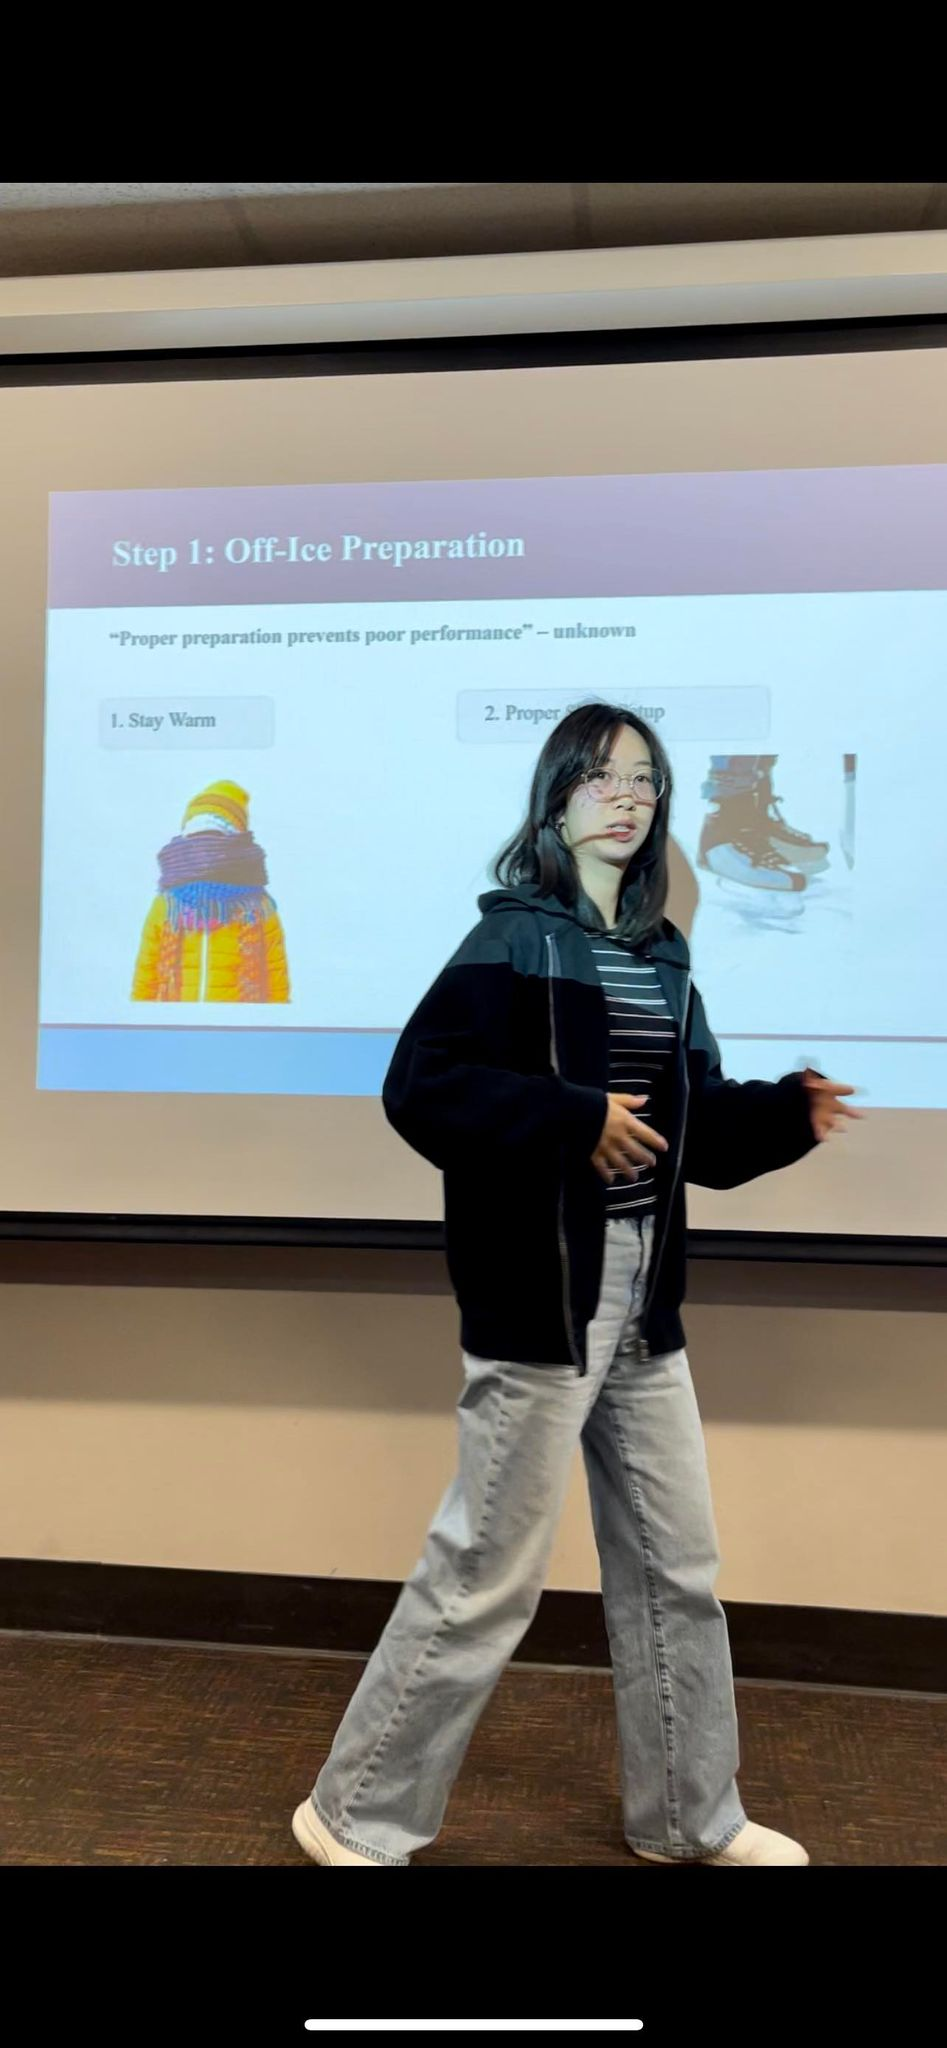 Step 1: Off-Ice Preparation
“Proper preparation prevents poor performance” – unknown
1. Stay Warm
2. Proper